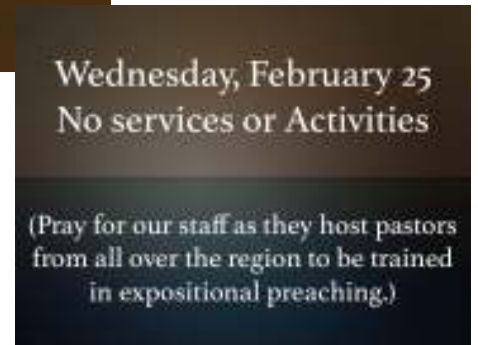 Wednesday, February 25
No services or Activities
(Pray for our staff as they host pastors
from all over the region to be trained
in expositional preaching.)